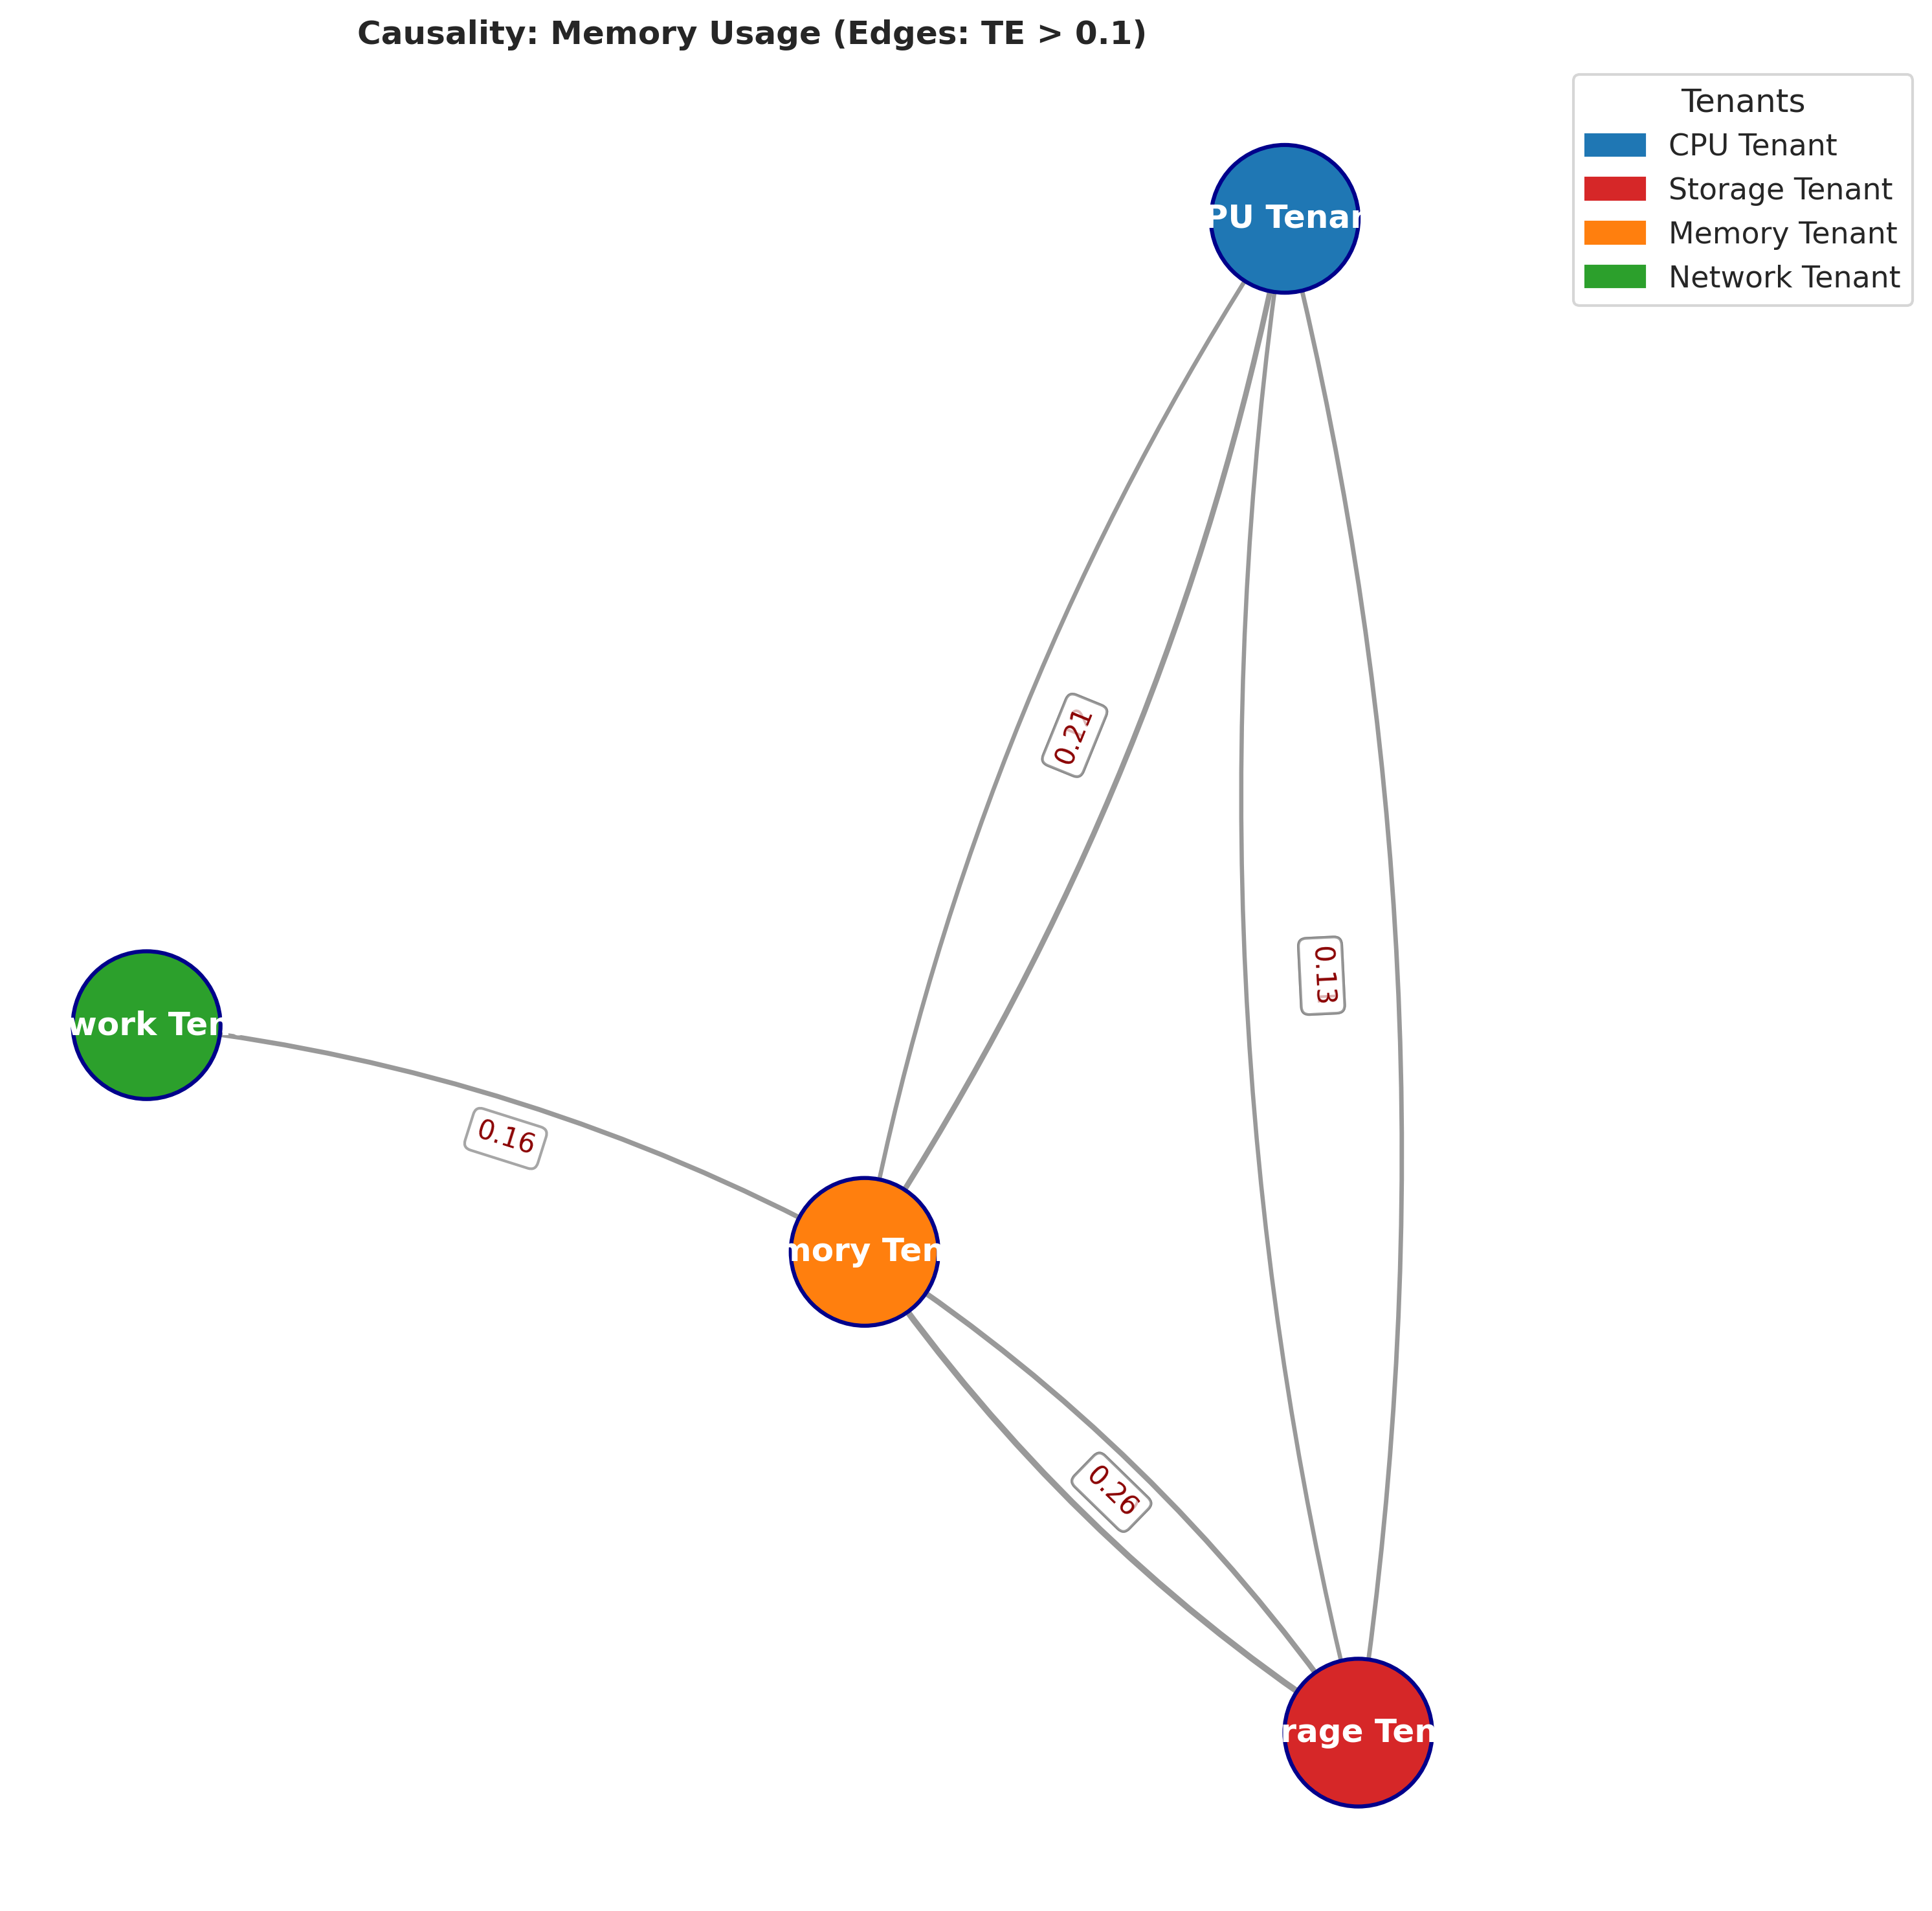 Causality: Memory Usage (Edges: TE > 0.1)
Tenants
CPU Tenant
Storage Tenant
Memory Tenant
Network Tenant
PU Tenan
0.21
0.13
work Ten
0.16
mory Ten
0.26
rage Ten